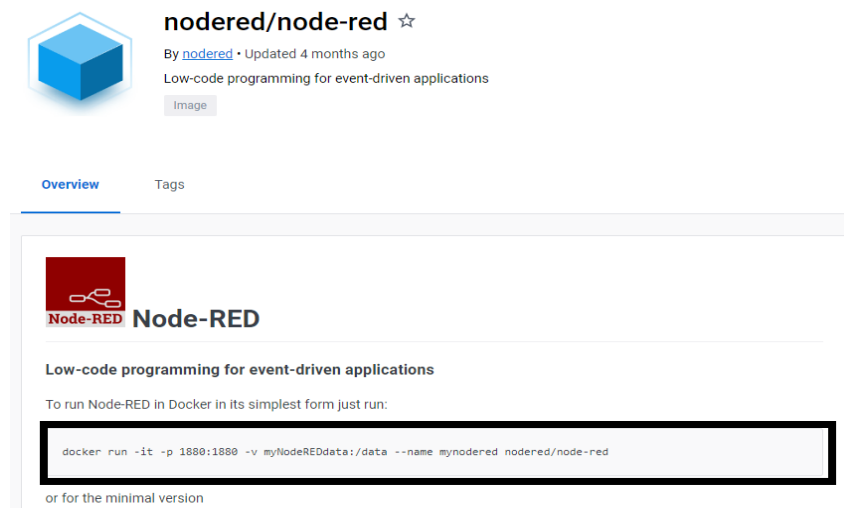 nodered/node-red
By nodered • Updated 4 months ago
Low-code programming for event-driven applications
Image
Overview Tags
Node-RED Node-RED
Low-code programming for event-driven applications
To run Node-RED in Docker in its simplest form just run:
docker run -it -p 1880:1880 -v myNodeREDdata:/data --name mynodered nodered/node-red
or for the minimal version